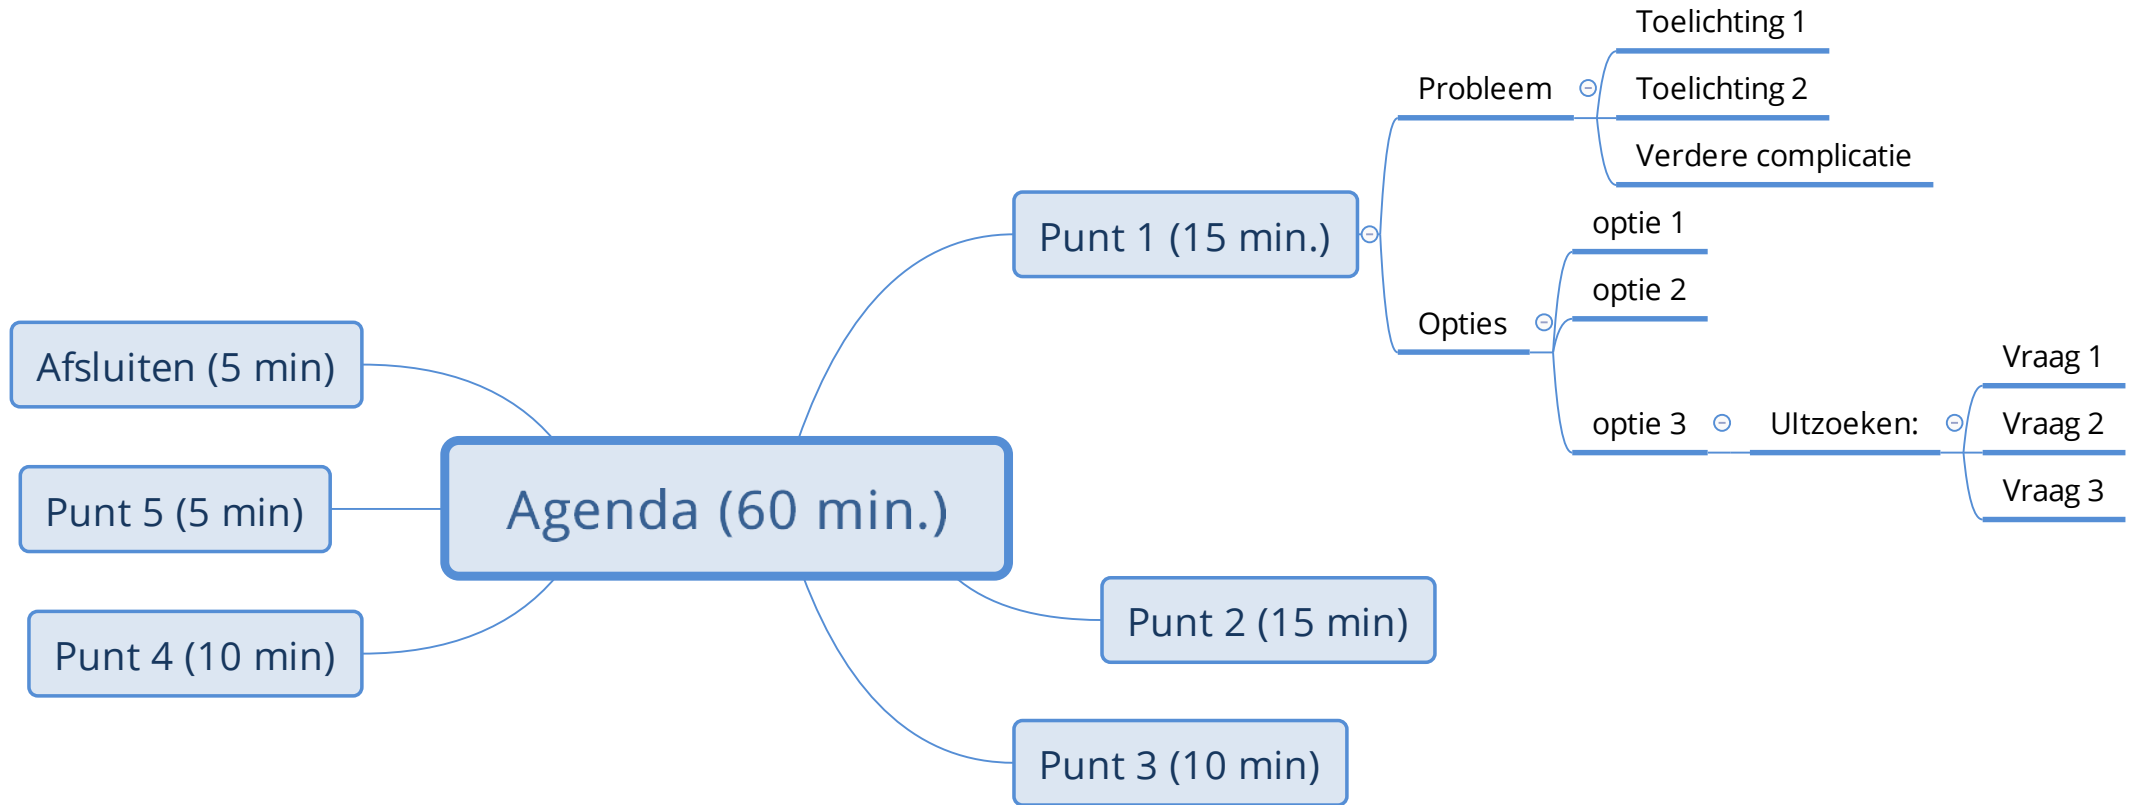 Agenda (60 min.)
Punt 1 (15 min.)
Probleem
Toelichting 1
Toelichting 2
Verdere complicatie
Opties
optie 1
optie 2
optie 3
UItzoeken:
Vraag 1
Vraag 2
Vraag 3
Punt 2 (15 min)
Punt 3 (10 min)
Punt 4 (10 min)
Punt 5 (5 min)
Afsluiten (5 min)